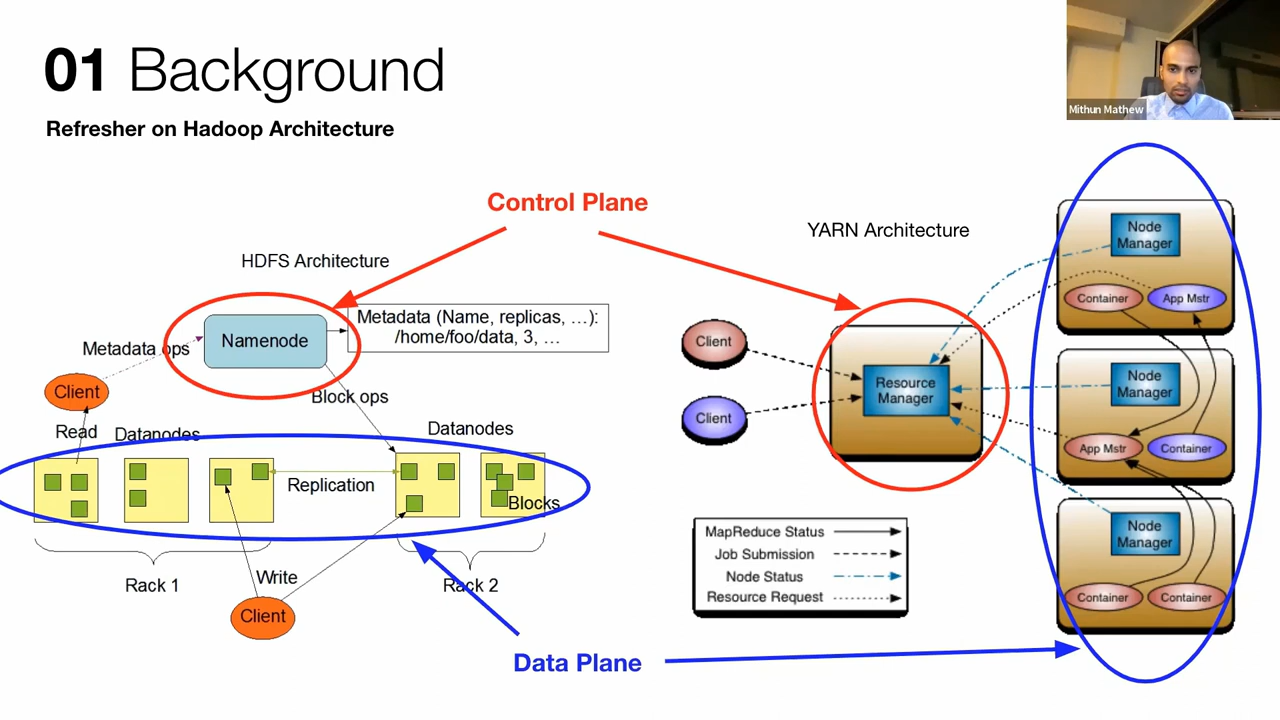 01 Background
Refresher on Hadoop Architecture
Mithun Mathew
Control Plane
HDFS Architecture
Namenode
Metadata (Name, replicas, …):
/home/foo/data, 3, …
Metadata ops
Client
Block ops
Read
Datanodes
Datanodes
Replication
Blocks
Rack 1
Write
Rack 2
Client
Data Plane
YARN Architecture
Client
Client
Resource
Manager
Node
Manager
Container
App Mstr
Node
Manager
App Mstr
Container
Node
Manager
Container
Container
MapReduce Status
Job Submission
Node Status
Resource Request